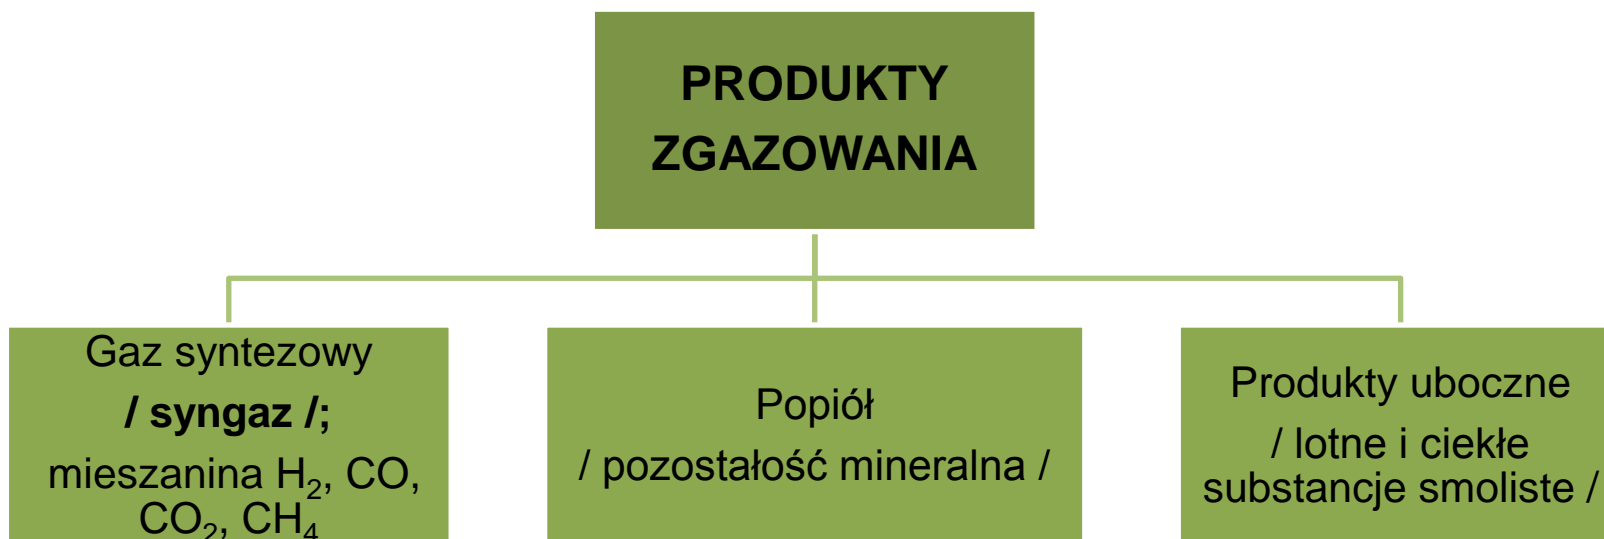 PRODUKTY
ZGAZOWANIA
Gaz syntezowy
/ syngaz /;
mieszanina H₂, CO,
CO₂, CH₄
Popiół
/ pozostałość mineralna /
Produkty uboczne
/ lotne i ciekłe
substancje smoliste /